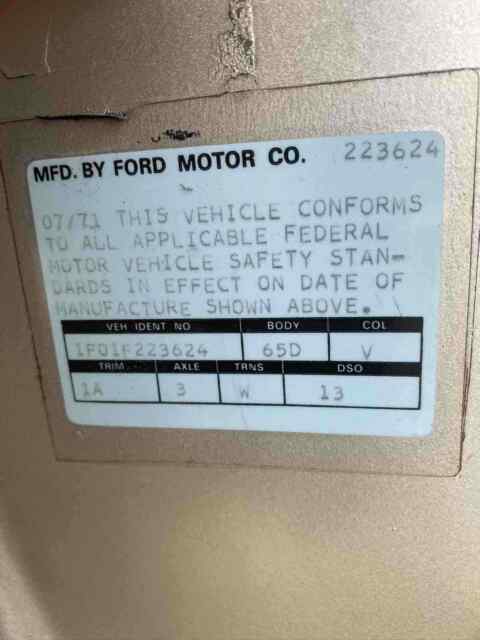 MFD. BY FORD MOTOR CO. 223624
07/71 THIS VEHICLE CONFORMS
TO ALL APPLICABLE FEDERAL
MOTOR VEHICLE SAFETY STAN-
DARDS IN EFFECT ON DATE OF
MANUFACTURE SHOWN ABOVE.
VEH IDENT NO BODY COL
1F01F223624 65D V
TRIM AXLE TRNS DSO
1A 3 W 13